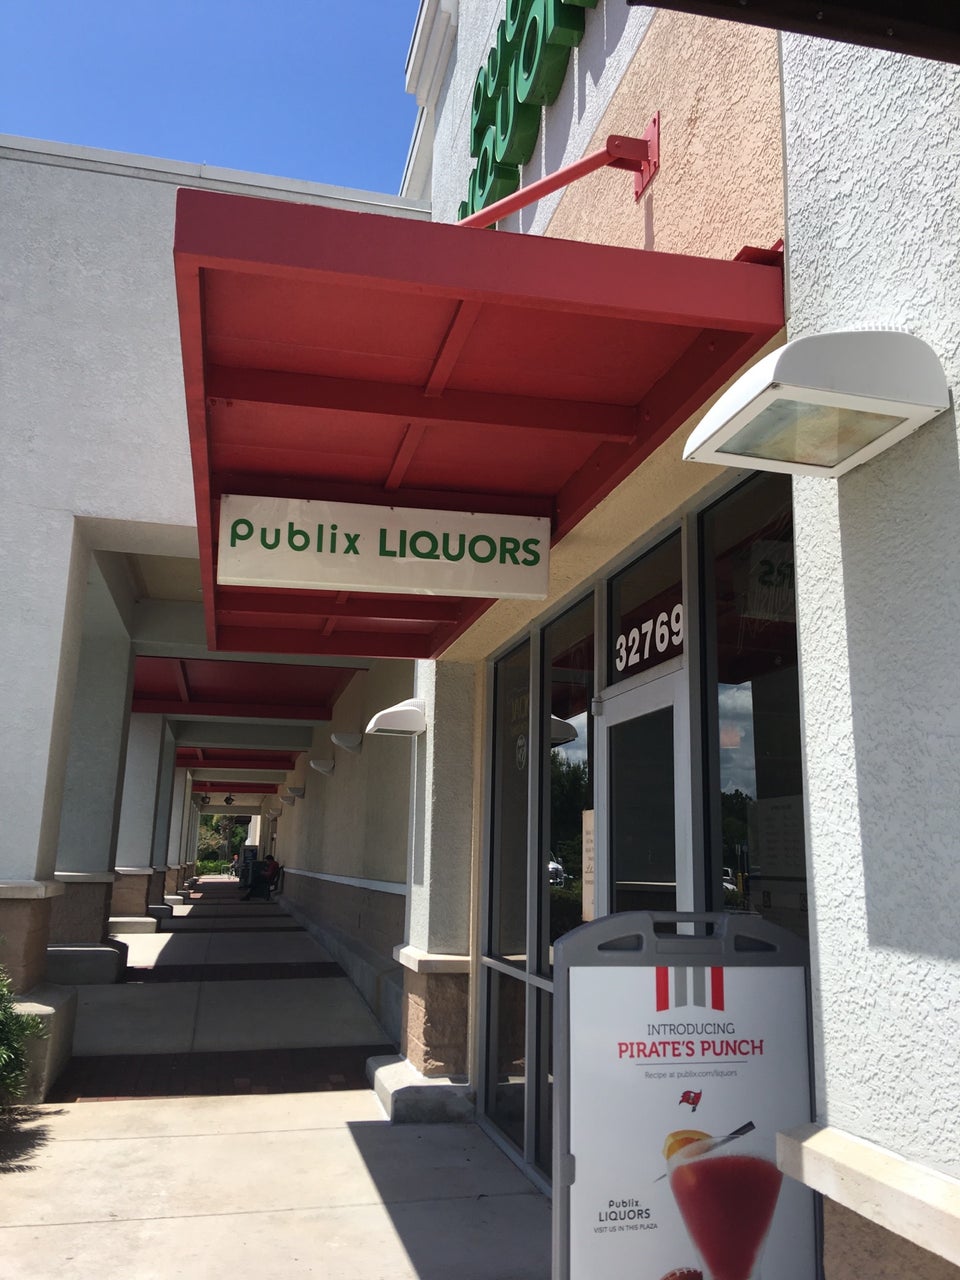 Publix LIQUORS
32769
INTRODUCING
PIRATE'S PUNCH
Recipe at publix.com/liquors
Publix
LIQUORS
VISIT US IN THIS PLAZA